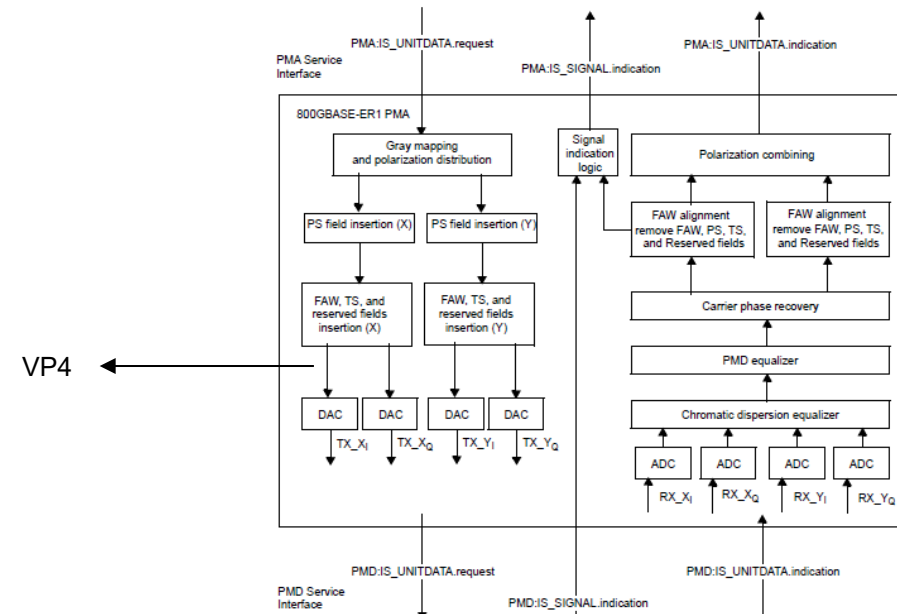 PMA:IS_UNITDATA.request
PMA:IS_UNITDATA.indication
PMA Service
Interface
PMA:IS_SIGNAL.indication
800GBASE-ER1 PMA
Gray mapping
and polarization distribution
Signal
indication
logic
Polarization combining
PS field insertion (X)
PS field insertion (Y)
FAW alignment
remove FAW, PS, TS,
and Reserved fields
FAW alignment
remove FAW, PS, TS,
and Reserved fields
FAW, TS, and
reserved fields
insertion (X)
FAW, TS, and
reserved fields
insertion (Y)
Carrier phase recovery
VP4
PMD equalizer
DAC
DAC
DAC
DAC
Chromatic dispersion equalizer
TX_XI
TX_XQ
TX_YI
TX_YQ
ADC
ADC
ADC
ADC
RX_XI
RX_XQ
RX_YI
RX_YQ
PMD:IS_UNITDATA.request
PMD:IS_UNITDATA.indication
PMD Service
Interface
PMD:IS_SIGNAL.indication